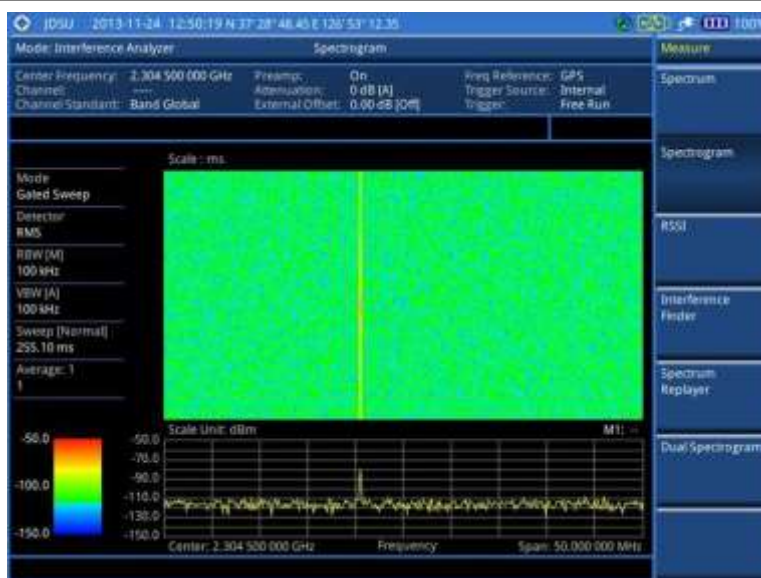 JDSU 2013-11-24 12:50:19 N 37° 28' 48.45 E 126° 53' 12.35 100%
Mode: Interference Analyzer
Spectrogram
Measure
Center Frequency: 2.304 500 000 GHz
Preamp: On
Freq Reference: GPS
Channel: ----
Attenuation: 0 dB [A]
Trigger Source: Internal
Channel Standard: Band Global
External Offset: 0.00 dB [Off]
Trigger: Free Run
Spectrum
Spectrogram
RSSI
Interference
Finder
Spectrum
Replayer
Dual Spectrogram
Scale : ms
Mode
Gated Sweep
Detector
RMS
RBW [M]
100 kHz
VBW [A]
100 kHz
Sweep [Normal]
255.10 ms
Average: 1
1
Scale Unit: dBm
M1: --
-50.0
-100.0
-150.0
-50.0
-70.0
-90.0
-110.0
-130.0
-150.0
Center: 2.304 500 000 GHz
Frequency
Span: 50.000 000 MHz